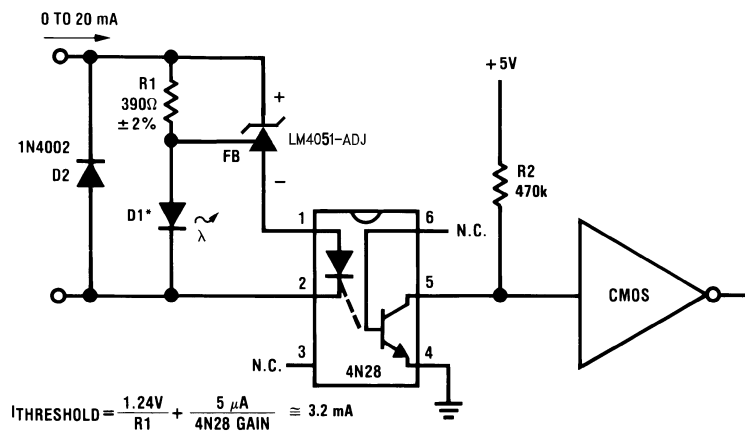 0 TO 20 mA
R1
390Ω
±2%
+
LM4051-ADJ
FB
−
1N4002
D2
D1*
λ
+5V
R2
470k
1
6
N.C.
2
5
CMOS
3
4
N.C.
4N28
ITHRESHOLD = 1.24V / R1 + 5 μA / 4N28 GAIN ≅ 3.2 mA